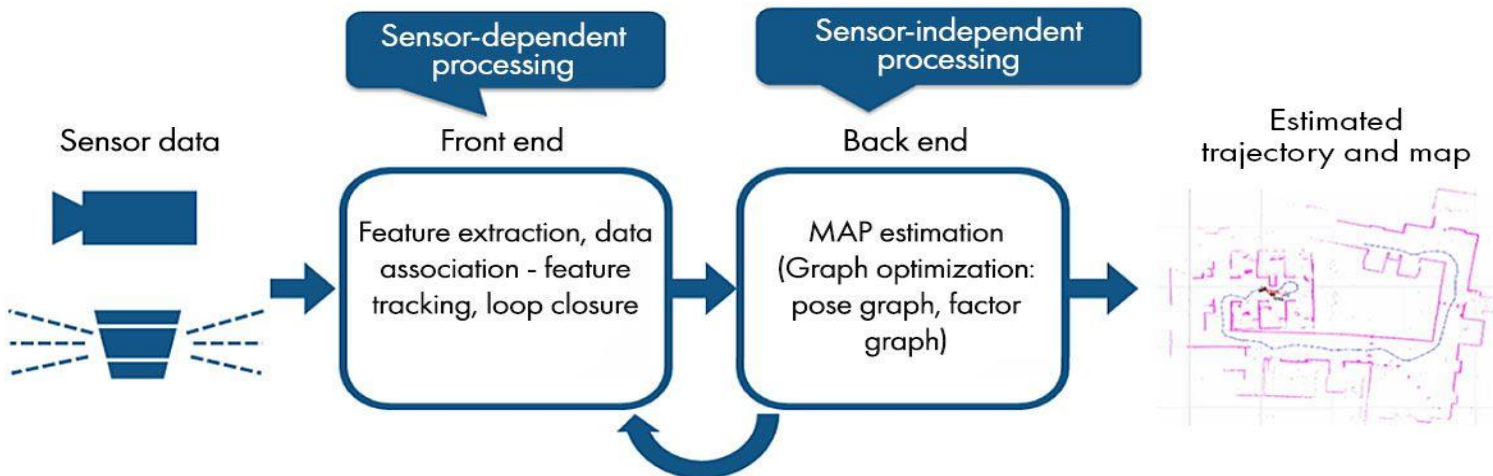 Sensor-dependent
processing
Sensor-independent
processing
Sensor data
Front end
Back end
Estimated
trajectory and map
Feature extraction, data
association - feature
tracking, loop closure
MAP estimation
(Graph optimization:
pose graph, factor
graph)